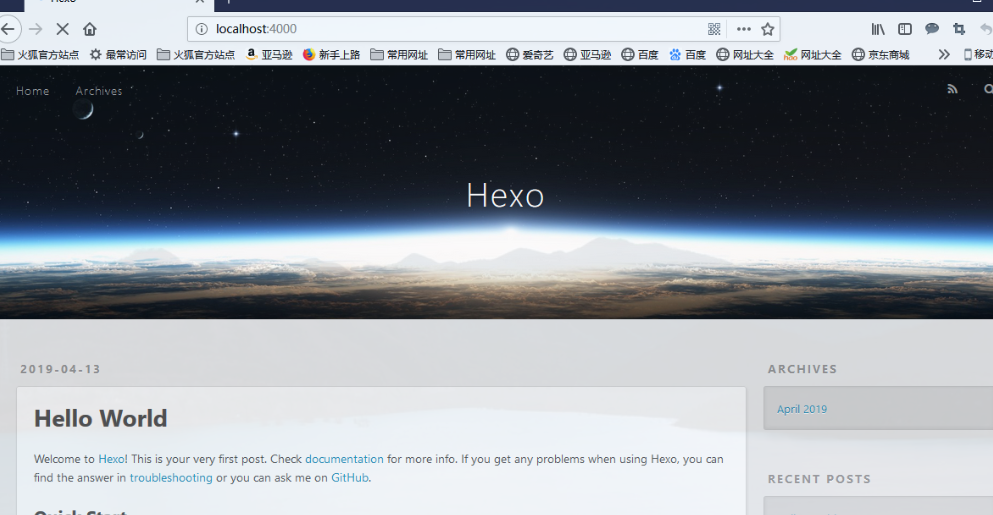 Hexo
localhost:4000
火狐官方站点 最常访问 火狐官方站点 亚马逊 新手上路 常用网址 常用网址 爱奇艺 亚马逊 百度 百度 网址大全 网址大全 京东商城 移动
Home Archives
Hexo
2019-04-13
ARCHIVES
Hello World
April 2019
Welcome to Hexo! This is your very first post. Check documentation for more info. If you get any problems when using Hexo, you can
find the answer in troubleshooting or you can ask me on GitHub.
RECENT POSTS
Quick Start